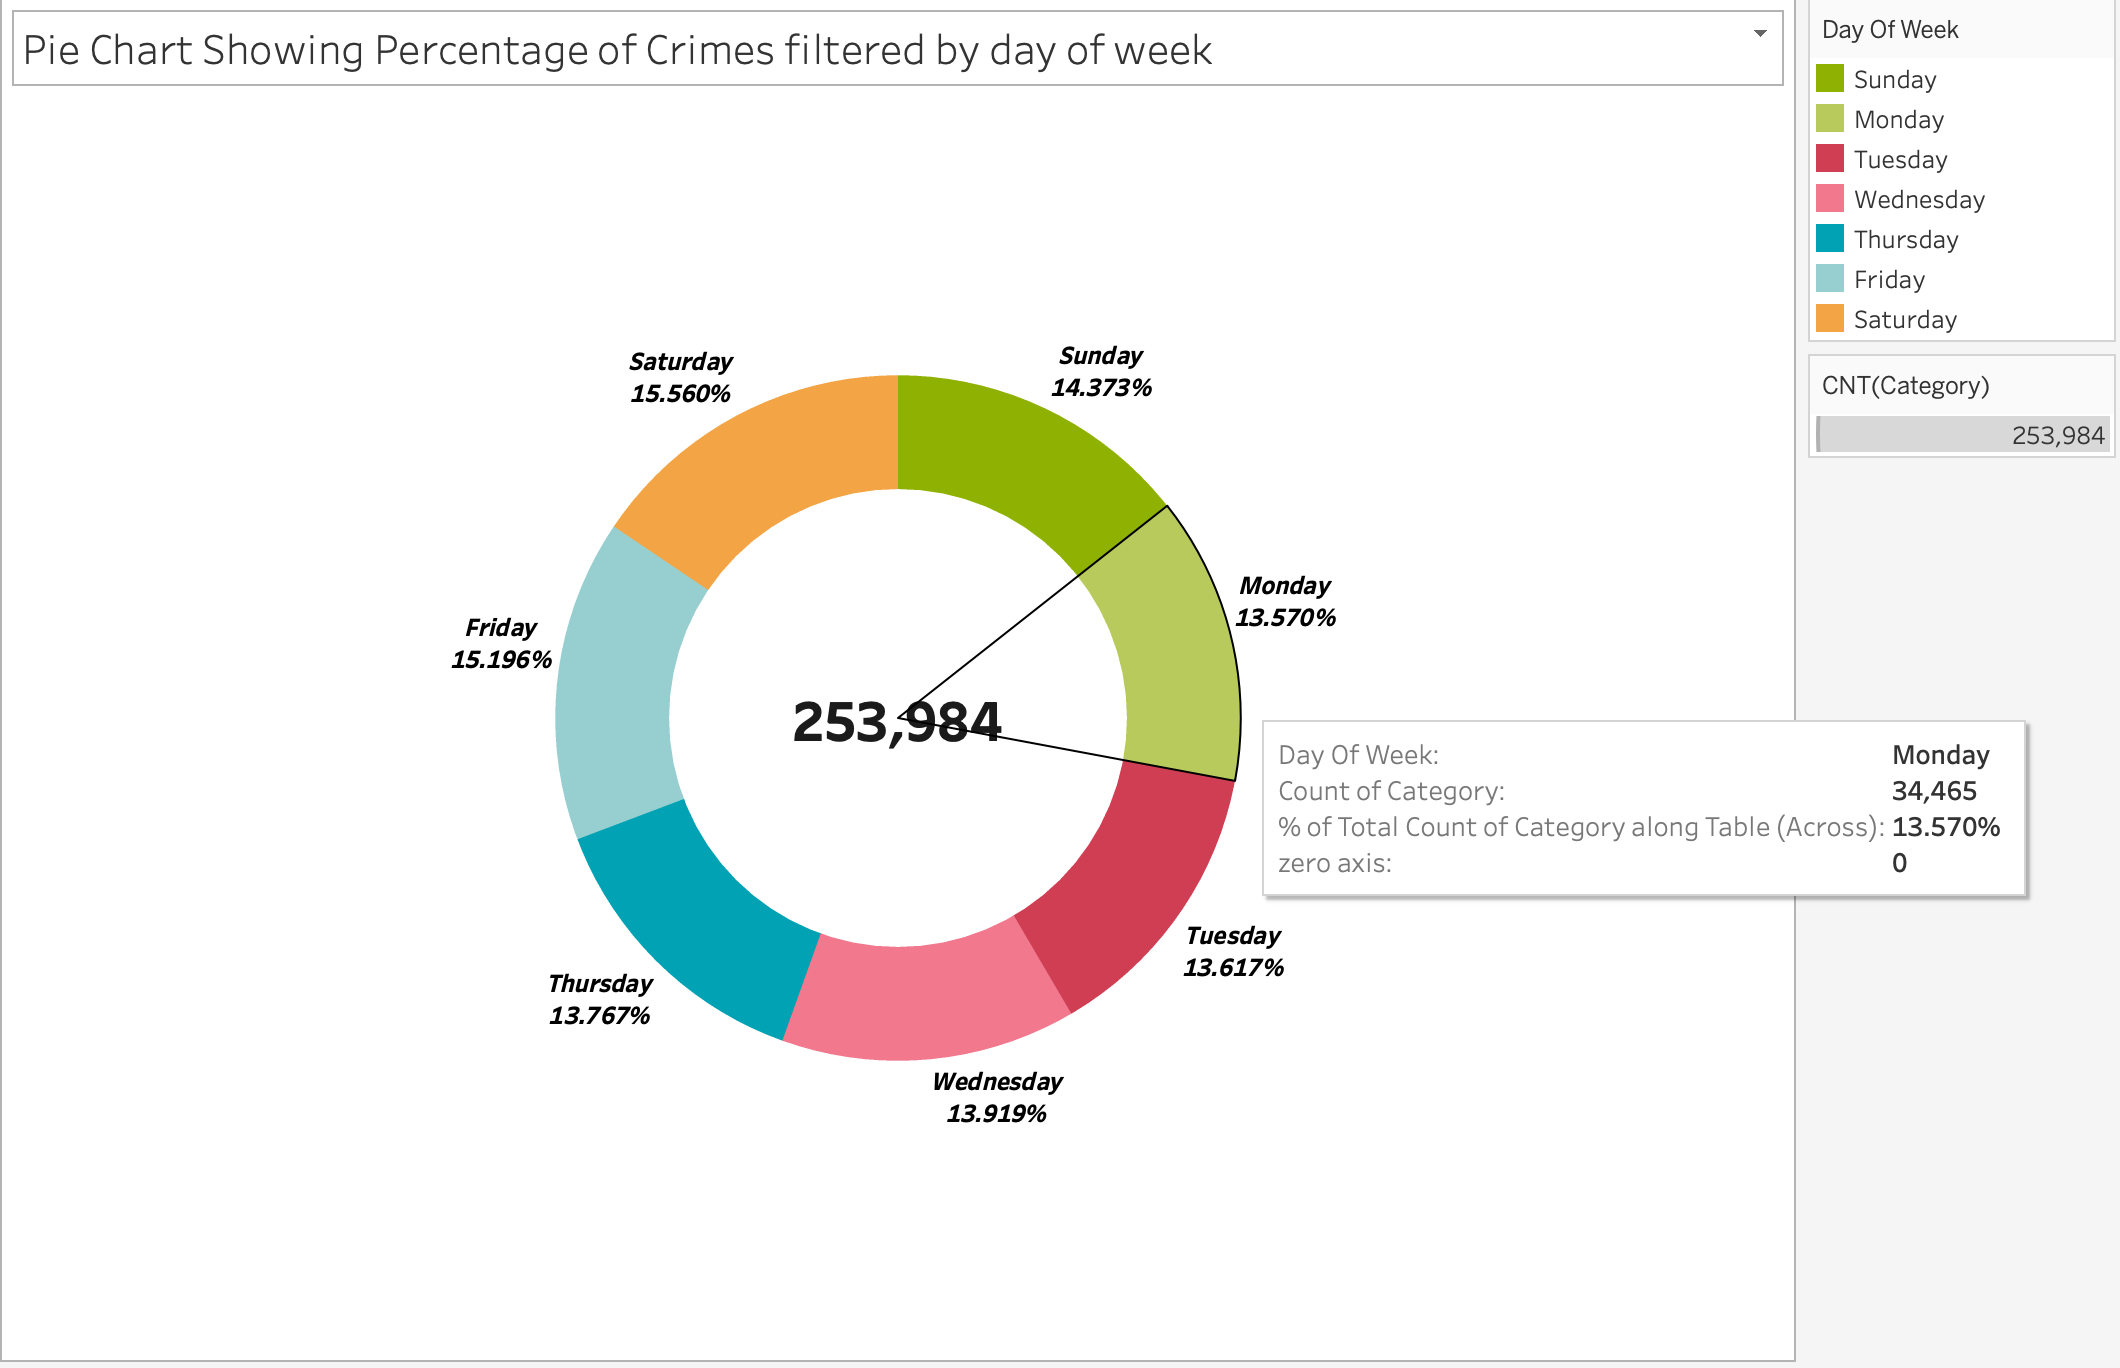 Pie Chart Showing Percentage of Crimes filtered by day of week
Day Of Week
Sunday
Monday
Tuesday
Wednesday
Thursday
Friday
Saturday
CNT(Category)
253,984
Saturday
15.560%
Sunday
14.373%
Monday
13.570%
Friday
15.196%
253,984
Day Of Week: Monday
Count of Category: 34,465
% of Total Count of Category along Table (Across): 13.570%
zero axis: 0
Tuesday
13.617%
Thursday
13.767%
Wednesday
13.919%